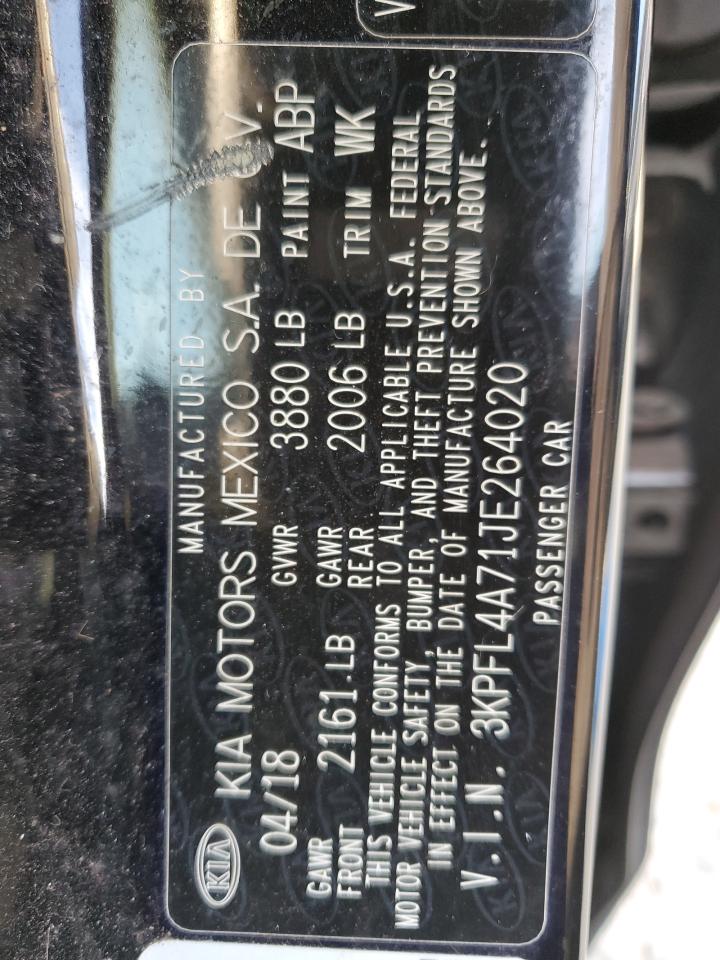 MANUFACTURED BY
KIA KIA MOTORS MEXICO S.A. DE V.
04/18 GVWR 3880 LB PAINT ABP
GAWR FRONT 2161 LB GAWR REAR 2006 LB TRIM WK
THIS VEHICLE CONFORMS TO ALL APPLICABLE U.S.A. FEDERAL
MOTOR VEHICLE SAFETY, BUMPER, AND THEFT PREVENTION STANDARDS
IN EFFECT ON THE DATE OF MANUFACTURE SHOWN ABOVE.
V.I.N. 3KPFL4A71JE264020
PASSENGER CAR